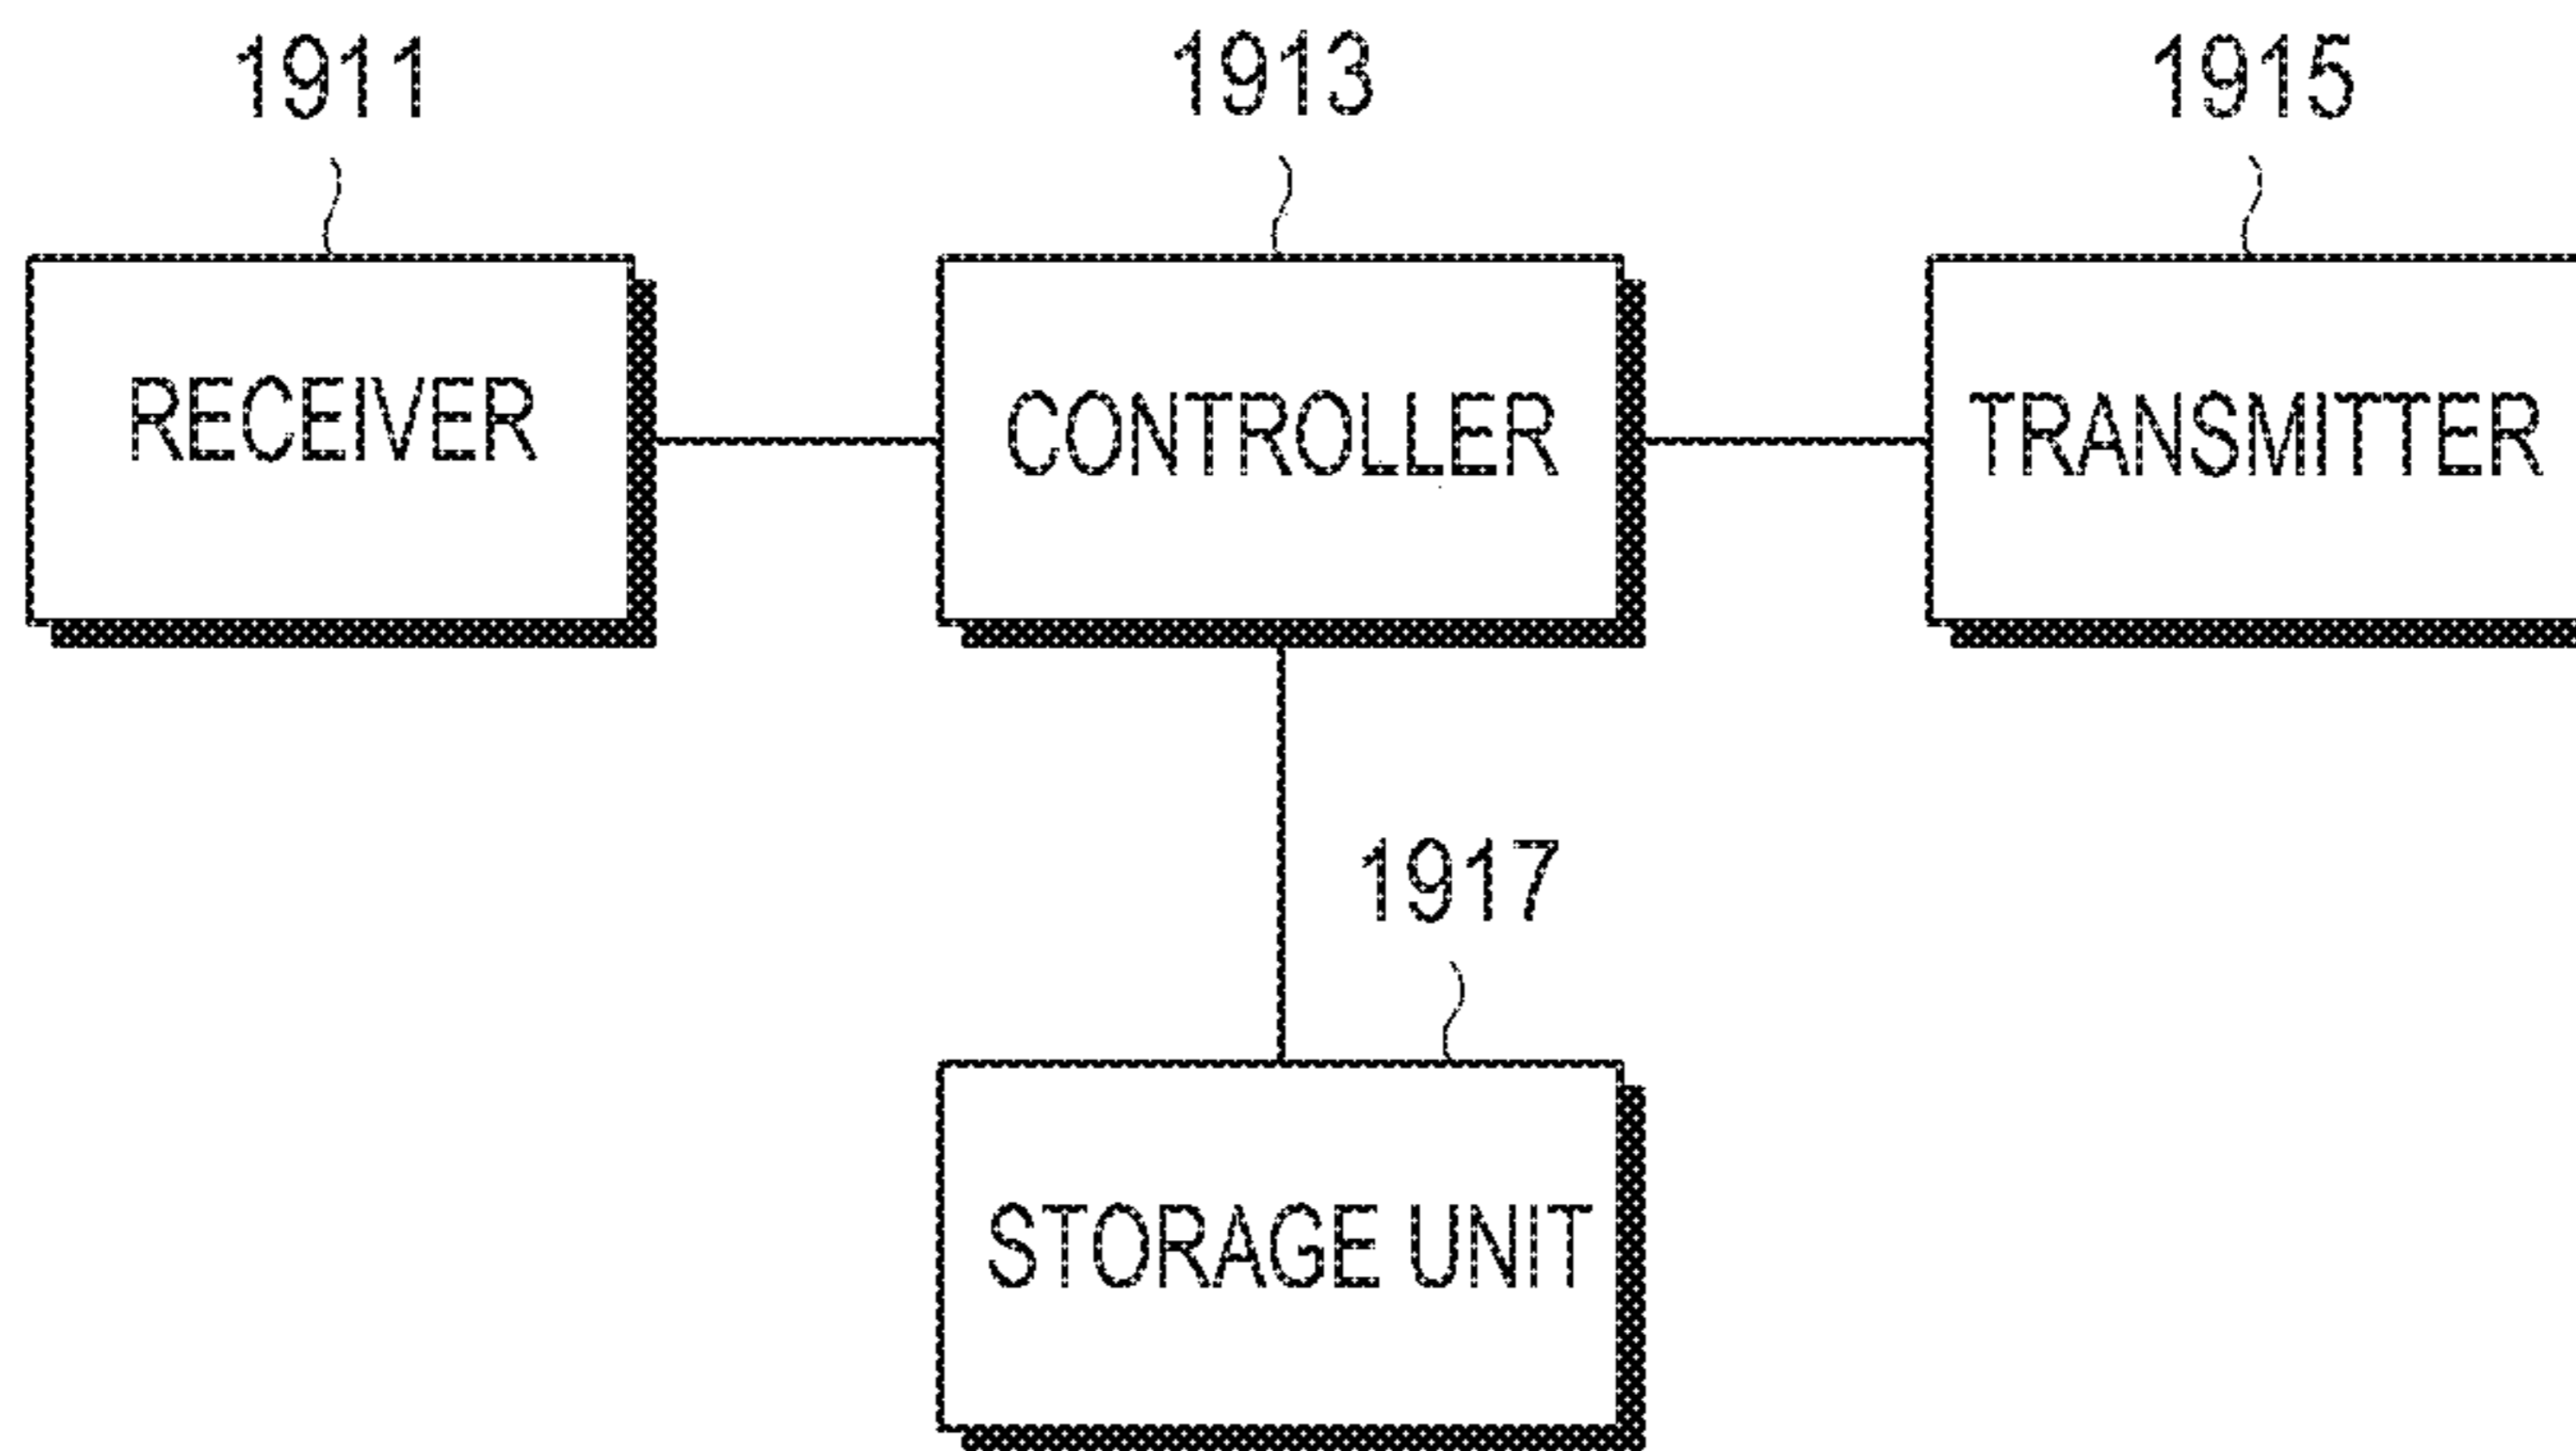 1911
1913
1915
RECEIVER
CONTROLLER
TRANSMITTER
1917
STORAGE UNIT